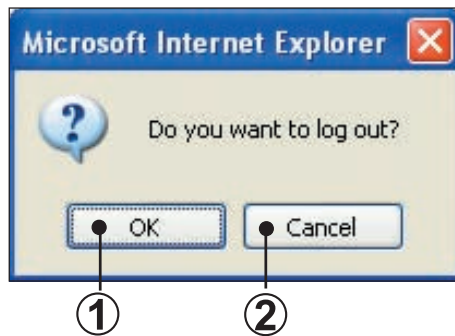 Microsoft Internet Explorer
?
Do you want to log out?
OK Cancel
1 2